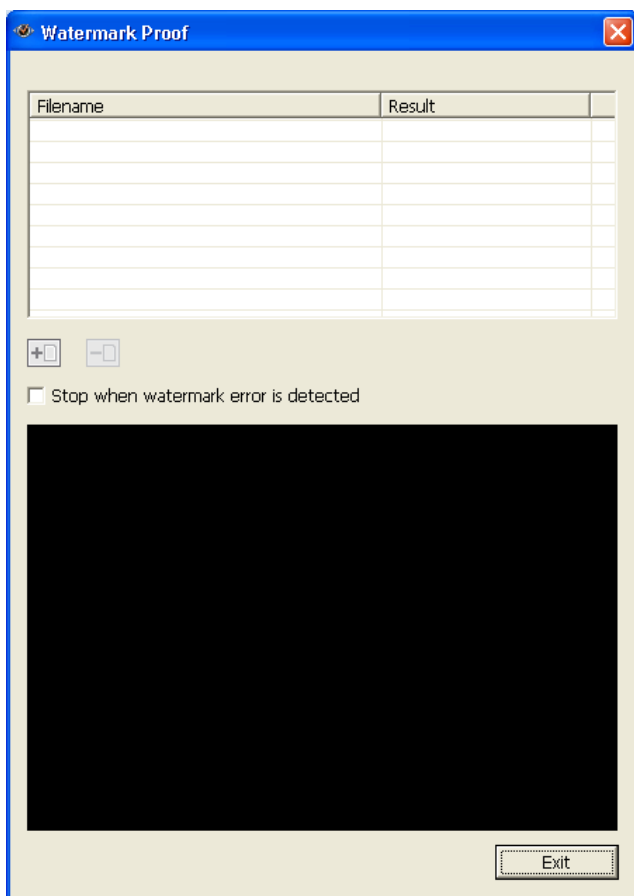 Watermark Proof
Filename Result
Stop when watermark error is detected
Exit